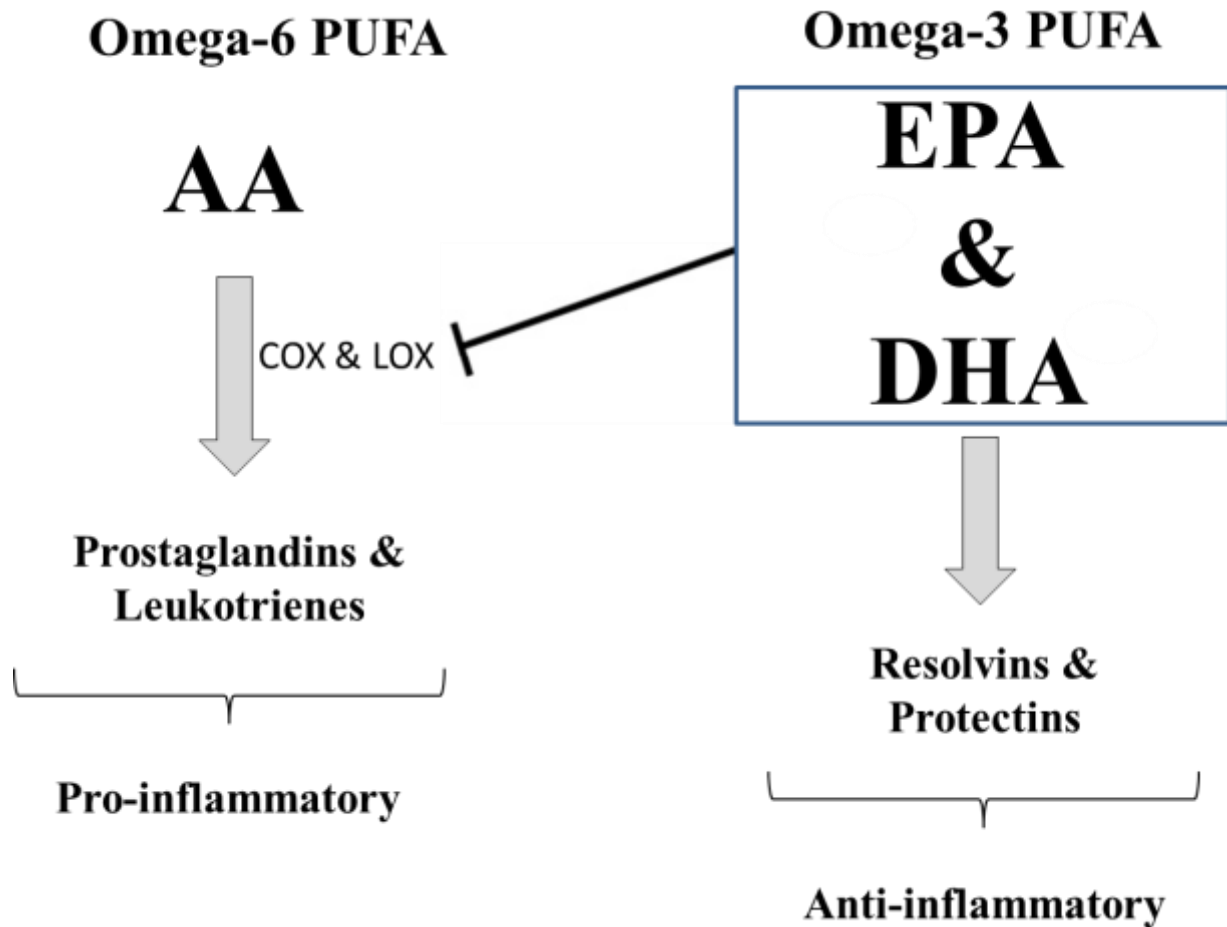 Omega-6 PUFA
AA
COX & LOX
Prostaglandins &
Leukotrienes
Pro-inflammatory
Omega-3 PUFA
EPA
&
DHA
Resolvins &
Protectins
Anti-inflammatory